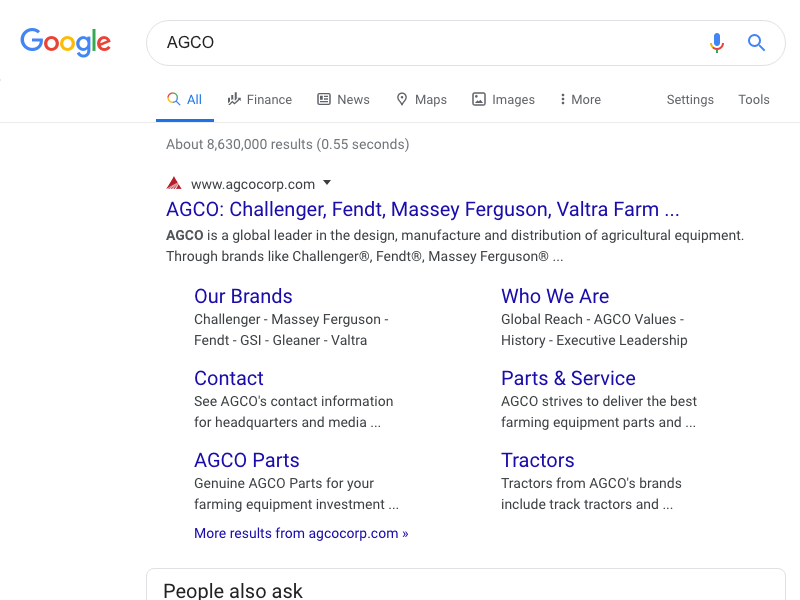 Google
AGCO
All Finance News Maps Images More Settings Tools
About 8,630,000 results (0.55 seconds)
www.agcocorp.com
AGCO: Challenger, Fendt, Massey Ferguson, Valtra Farm ...
AGCO is a global leader in the design, manufacture and distribution of agricultural equipment.
Through brands like Challenger®, Fendt®, Massey Ferguson® ...
Our Brands
Challenger - Massey Ferguson -
Fendt - GSI - Gleaner - Valtra
Who We Are
Global Reach - AGCO Values -
History - Executive Leadership
Contact
See AGCO's contact information
for headquarters and media ...
Parts & Service
AGCO strives to deliver the best
farming equipment parts and ...
AGCO Parts
Genuine AGCO Parts for your
farming equipment investment ...
Tractors
Tractors from AGCO's brands
include track tractors and ...
More results from agcocorp.com »
People also ask